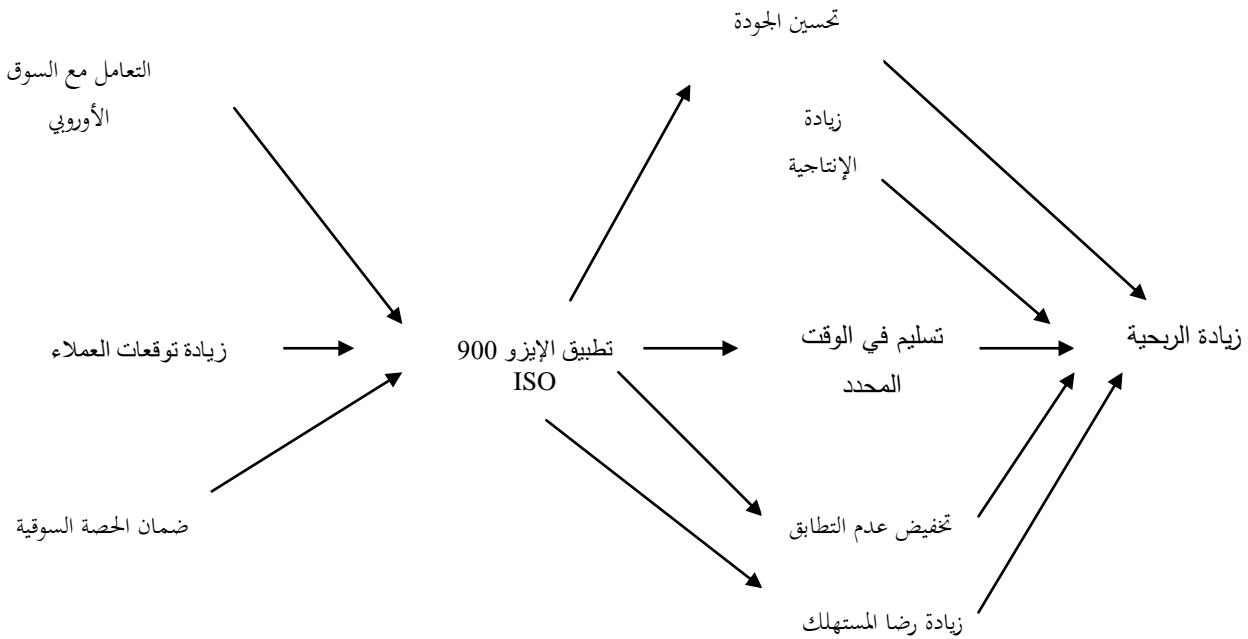 تحسين الجودة
التعامل مع السوق
الأوروبي
زيادة
الإنتاجية
زيادة الربحية
تسليم في الوقت
المحدد
تطبيق الإيزو 900
ISO
زيادة توقعات العملاء
تخفيض عدم التطابق
ضمان الحصة السوقية
زيادة رضا المستهلك